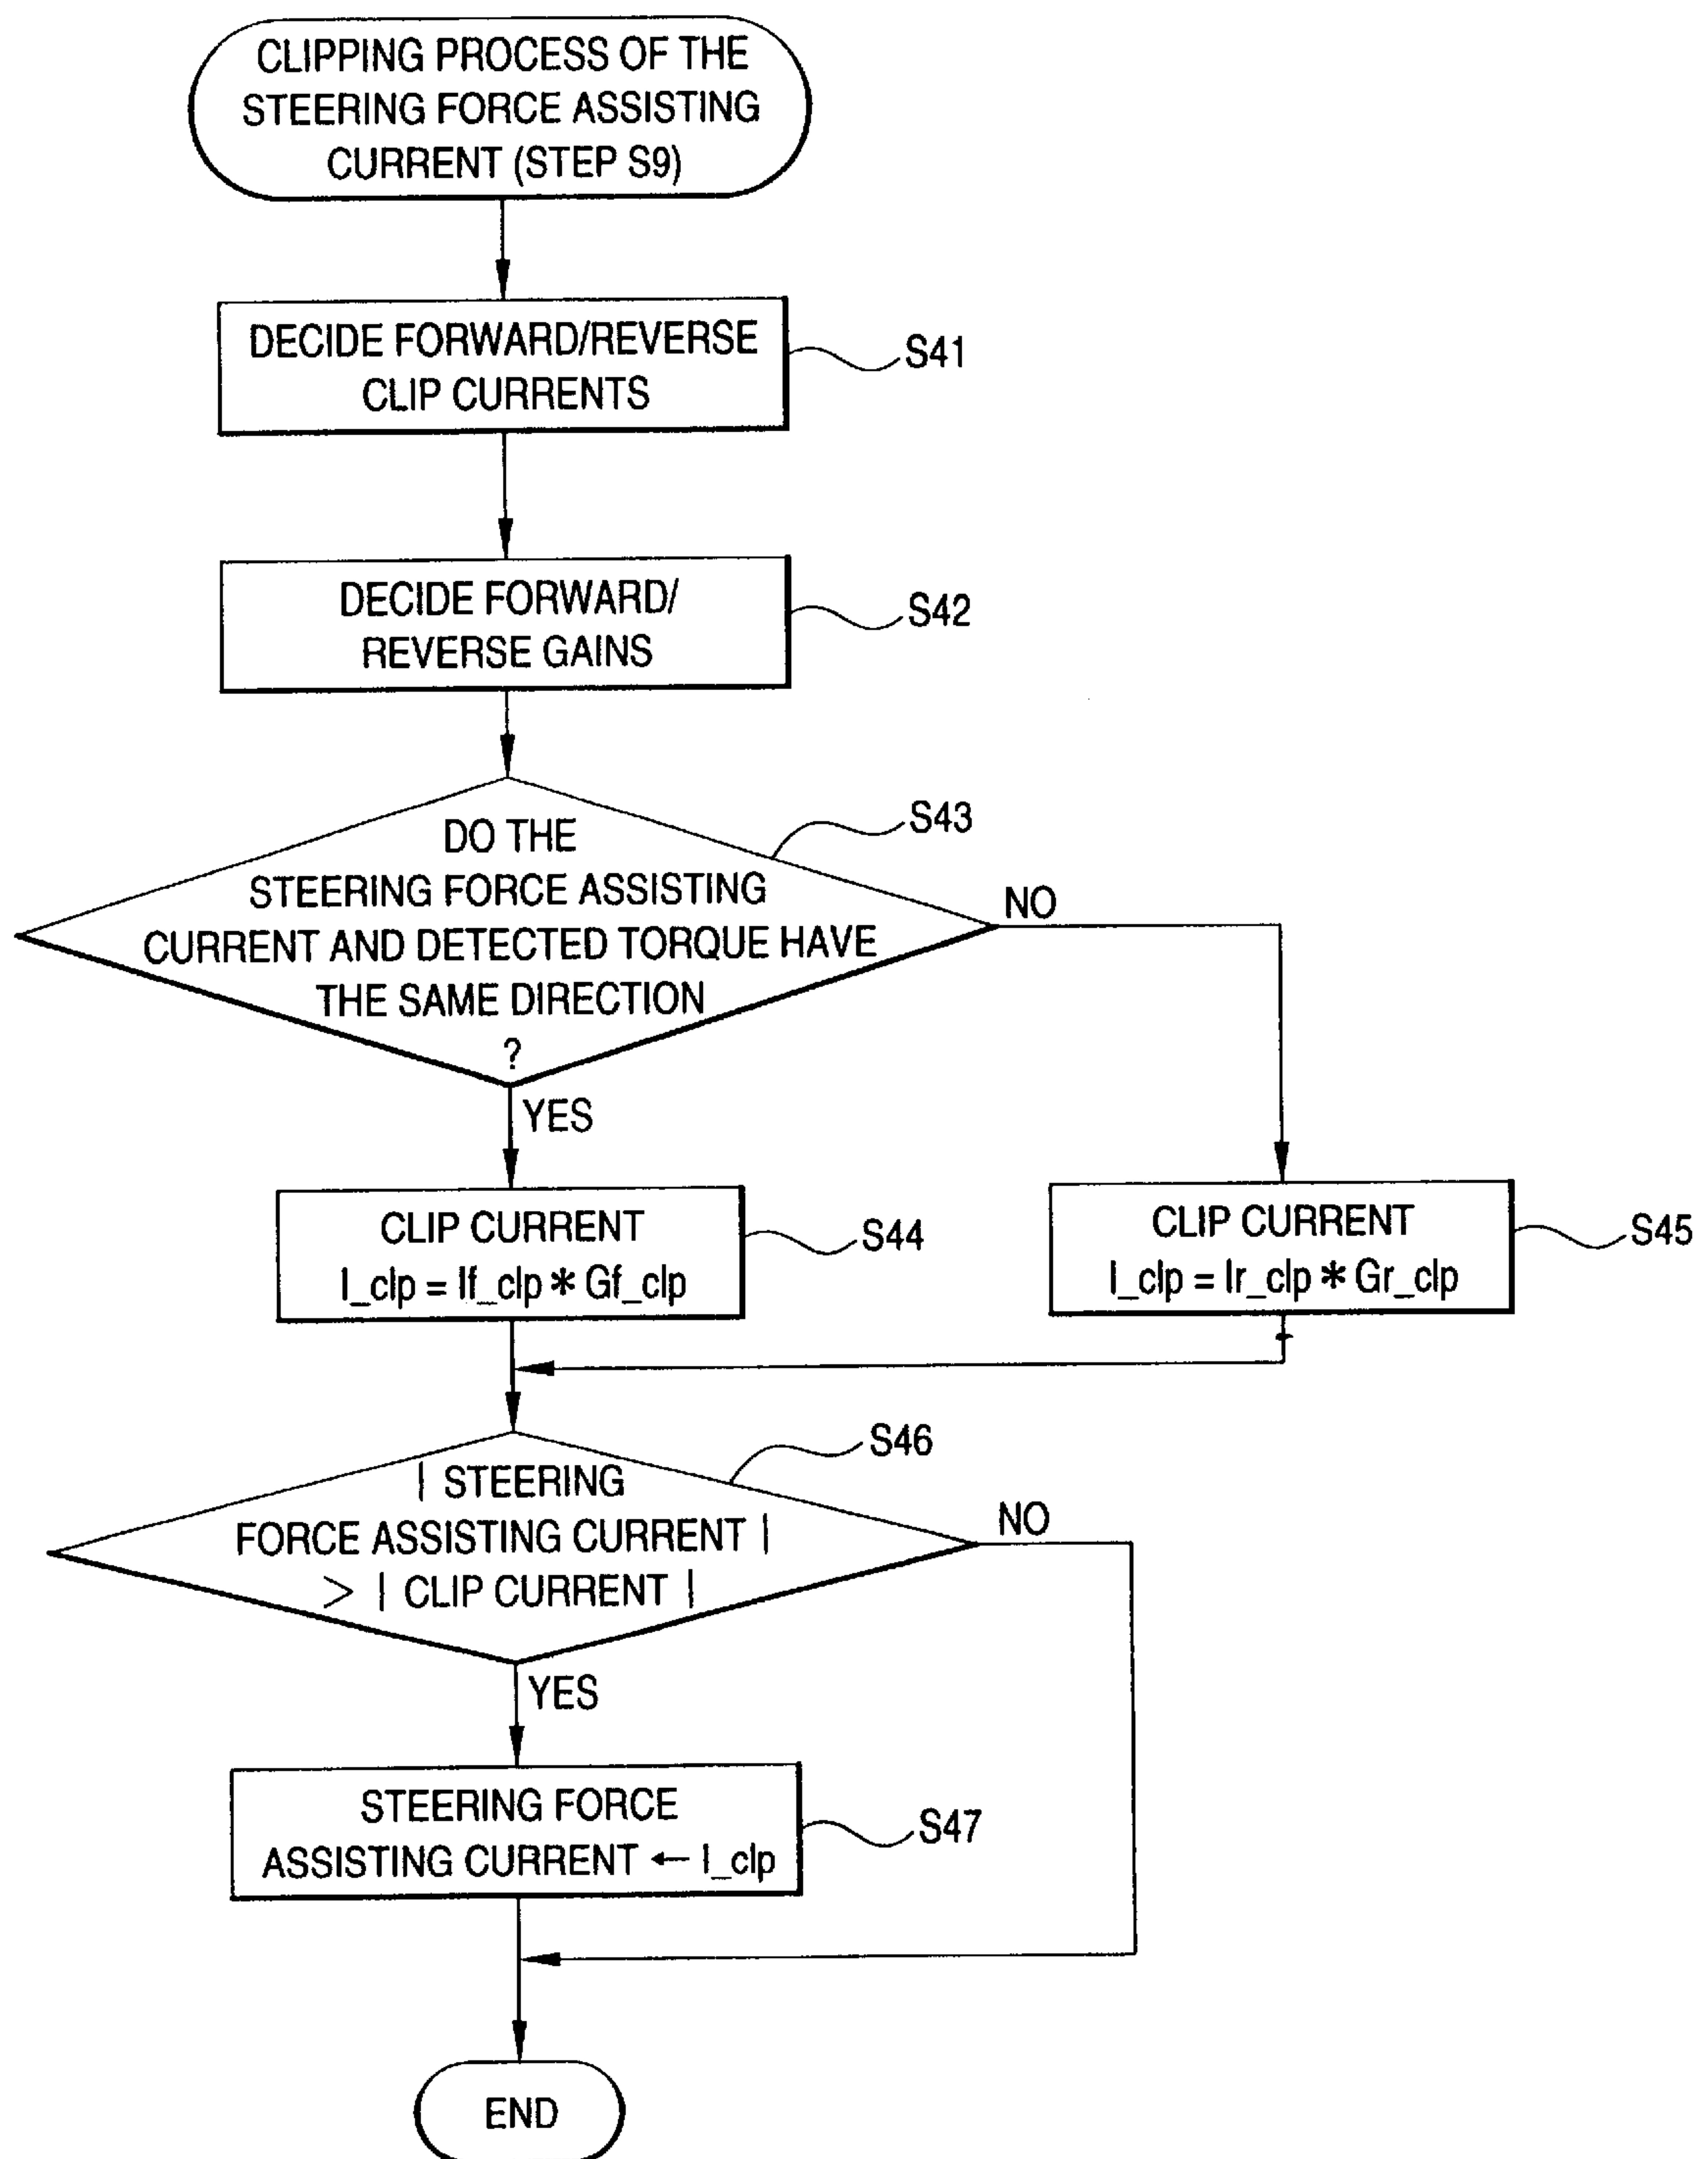 CLIPPING PROCESS OF THE
STEERING FORCE ASSISTING
CURRENT (STEP S9)
DECIDE FORWARD/REVERSE
CLIP CURRENTS
S41
DECIDE FORWARD/
REVERSE GAINS
S42
S43
DO THE
STEERING FORCE ASSISTING
CURRENT AND DETECTED TORQUE HAVE
THE SAME DIRECTION
?
NO
YES
CLIP CURRENT
I_clp = If_clp * Gf_clp
S44
CLIP CURRENT
I_clp = Ir_clp * Gr_clp
S45
S46
| STEERING
FORCE ASSISTING CURRENT |
> | CLIP CURRENT |
NO
YES
STEERING FORCE
ASSISTING CURRENT ← I_clp
S47
END